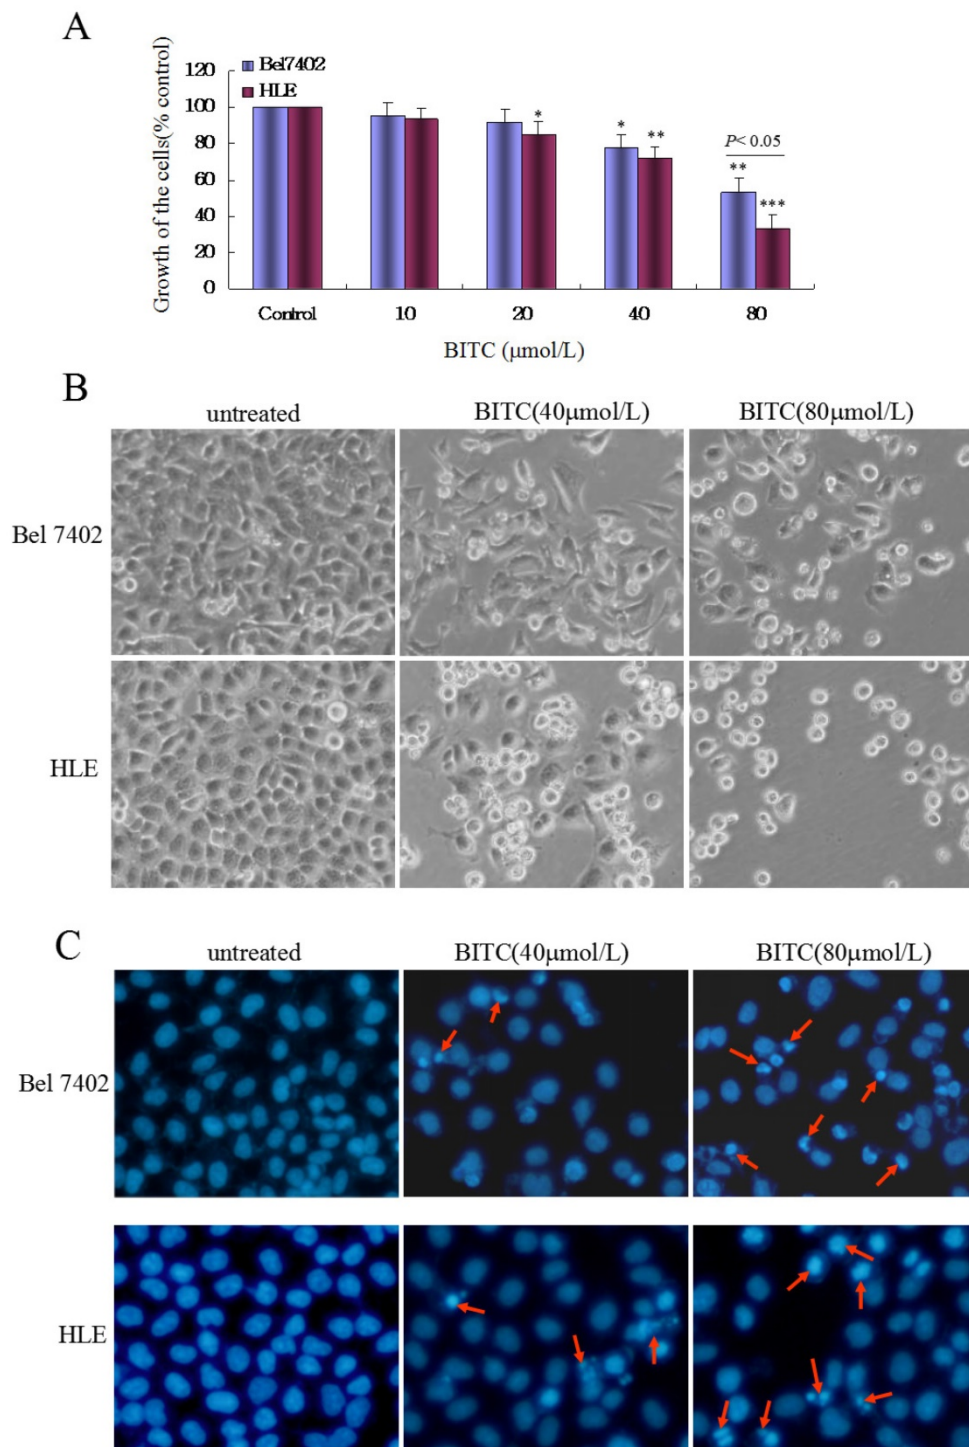 A
Growth of the cells(% control)
Bel7402
HLE
120
100
80
60
40
20
0
*
*
**
P< 0.05
**
***
Control
10
20
40
80
BITC (μmol/L)
B
untreated
BITC(40μmol/L)
BITC(80μmol/L)
Bel 7402
HLE
C
untreated
BITC(40μmol/L)
BITC(80μmol/L)
Bel 7402
HLE